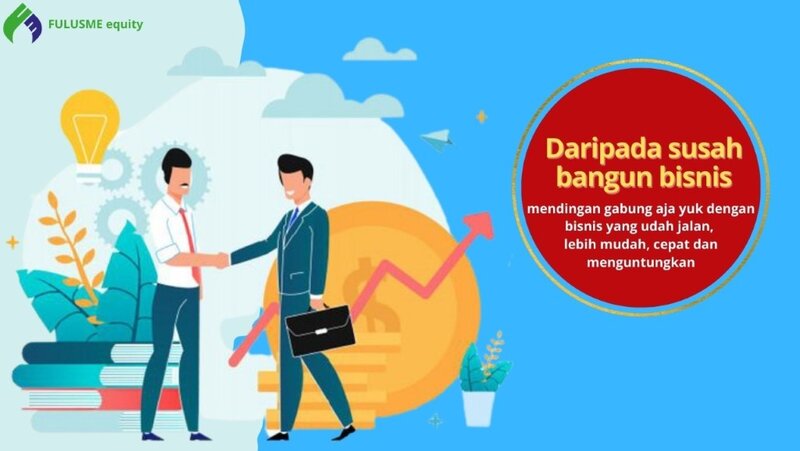 FULUSME equity
Daripada susah
bangun bisnis
mendingan gabung aja yuk dengan
bisnis yang udah jalan,
lebih mudah, cepat dan
menguntungkan